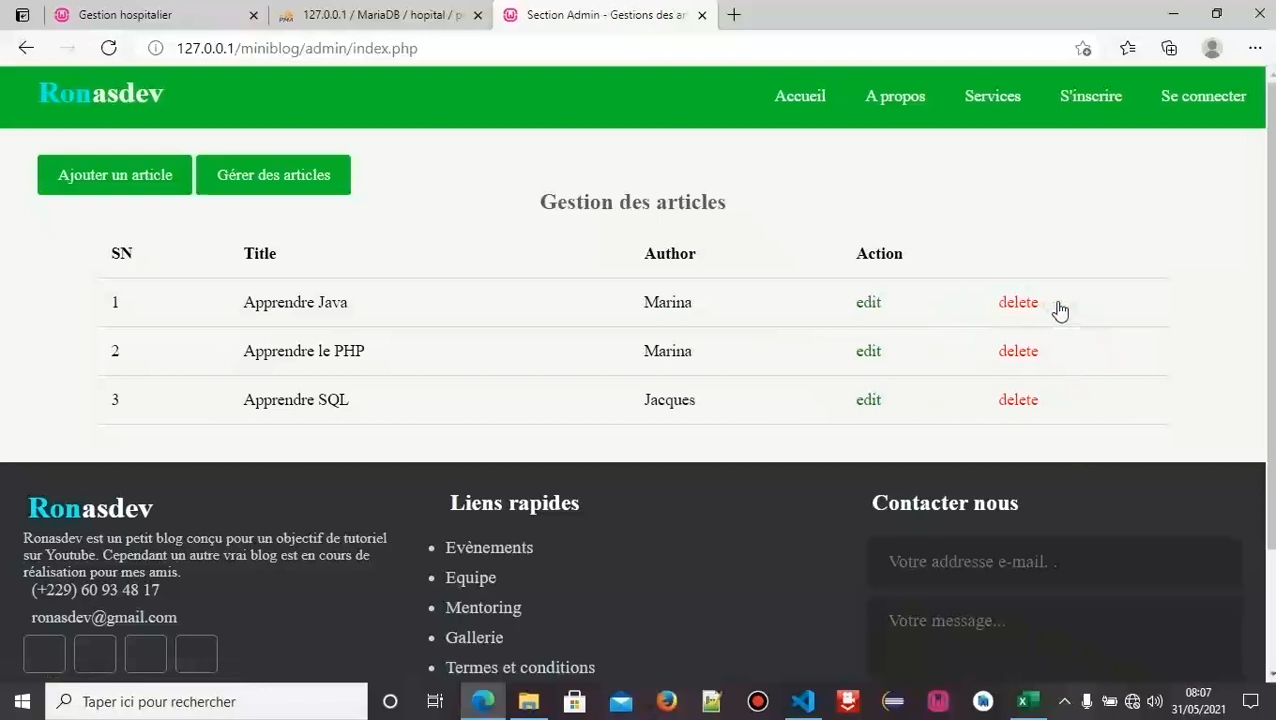 Gestion hospitalier
127.0.0.1 / MariaDB / hopital / p
Section Admin - Gestions des ar
127.0.0.1/miniblog/admin/index.php
Ronasdev
Accueil
A propos
Services
S'inscrire
Se connecter
Ajouter un article
Gérer des articles
Gestion des articles
SN Title Author Action
1 Apprendre Java Marina edit delete
2 Apprendre le PHP Marina edit delete
3 Apprendre SQL Jacques edit delete
Ronasdev
Ronasdev est un petit blog conçu pour un objectif de tutoriel
sur Youtube. Cependant un autre vrai blog est en cours de
réalisation pour mes amis.
(+229) 60 93 48 17
ronasdev@gmail.com
Liens rapides
Evènements
Equipe
Mentoring
Gallerie
Termes et conditions
Contacter nous
Votre addresse e-mail. .
Votre message...
Taper ici pour rechercher
08:07
31/05/2021